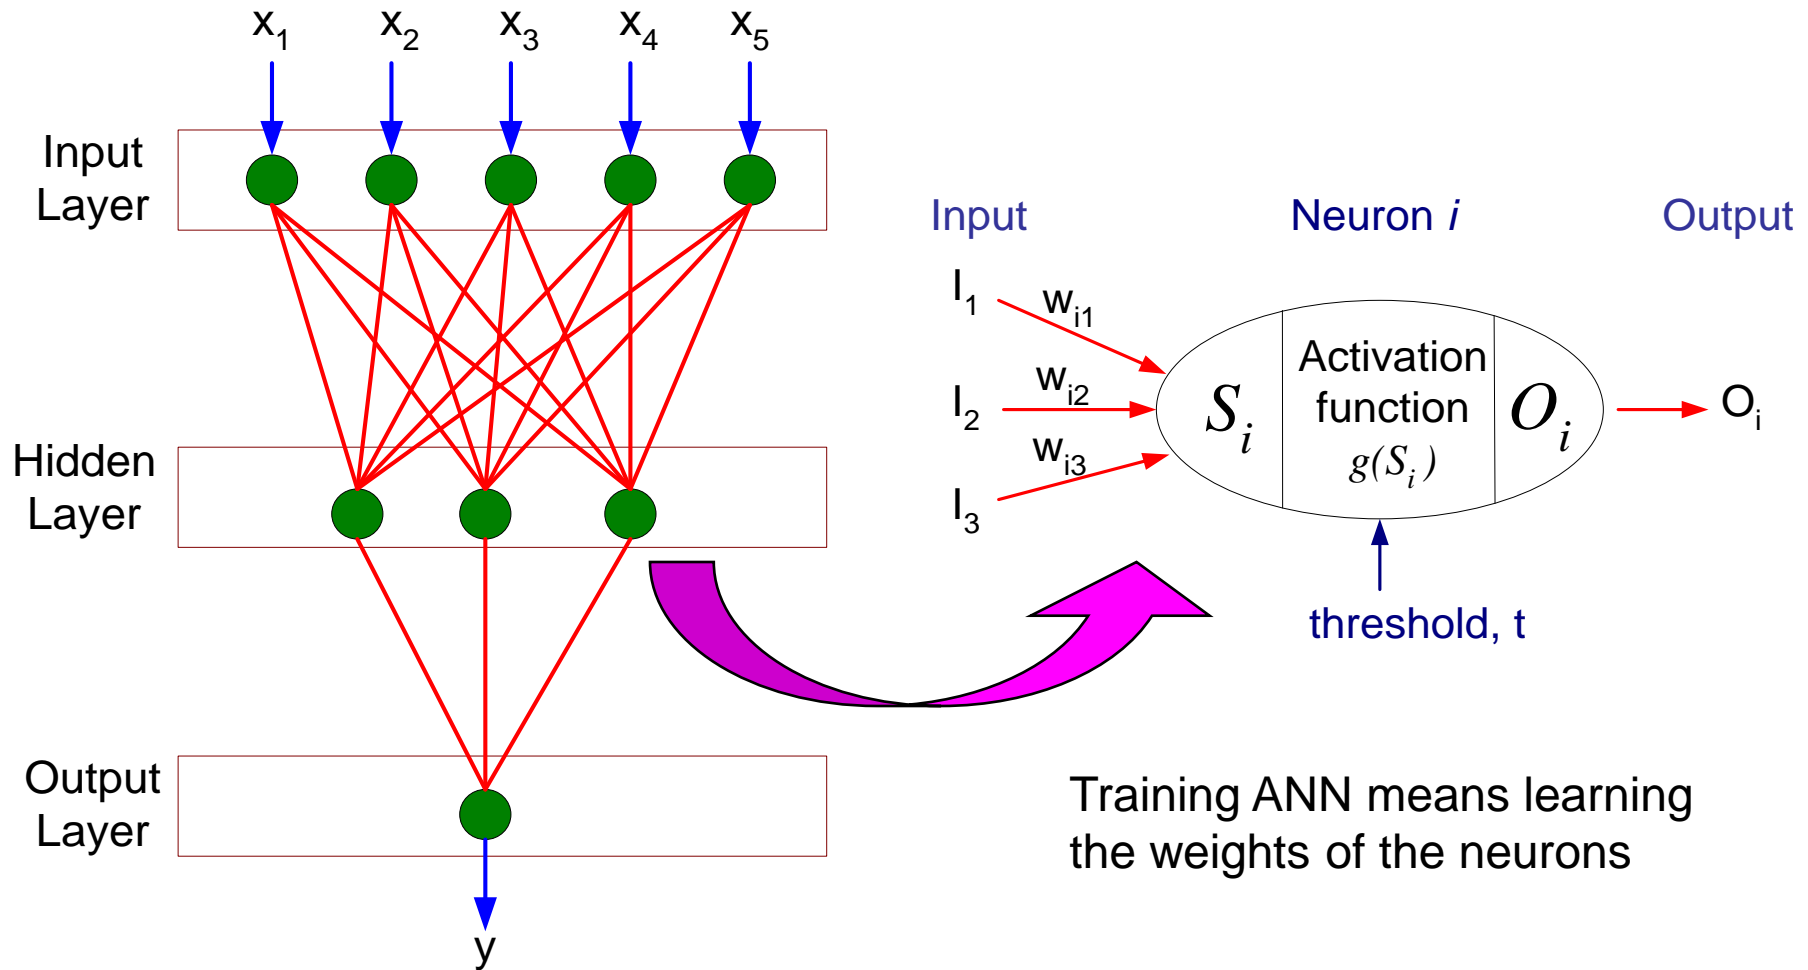 x1 x2 x3 x4 x5
Input
Layer
Hidden
Layer
Output
Layer
y
Input
Neuron i
Output
I1
wi1
I2
wi2
I3
wi3
Si
Activation
function
g(Si)
Oi
Oi
threshold, t
Training ANN means learning
the weights of the neurons